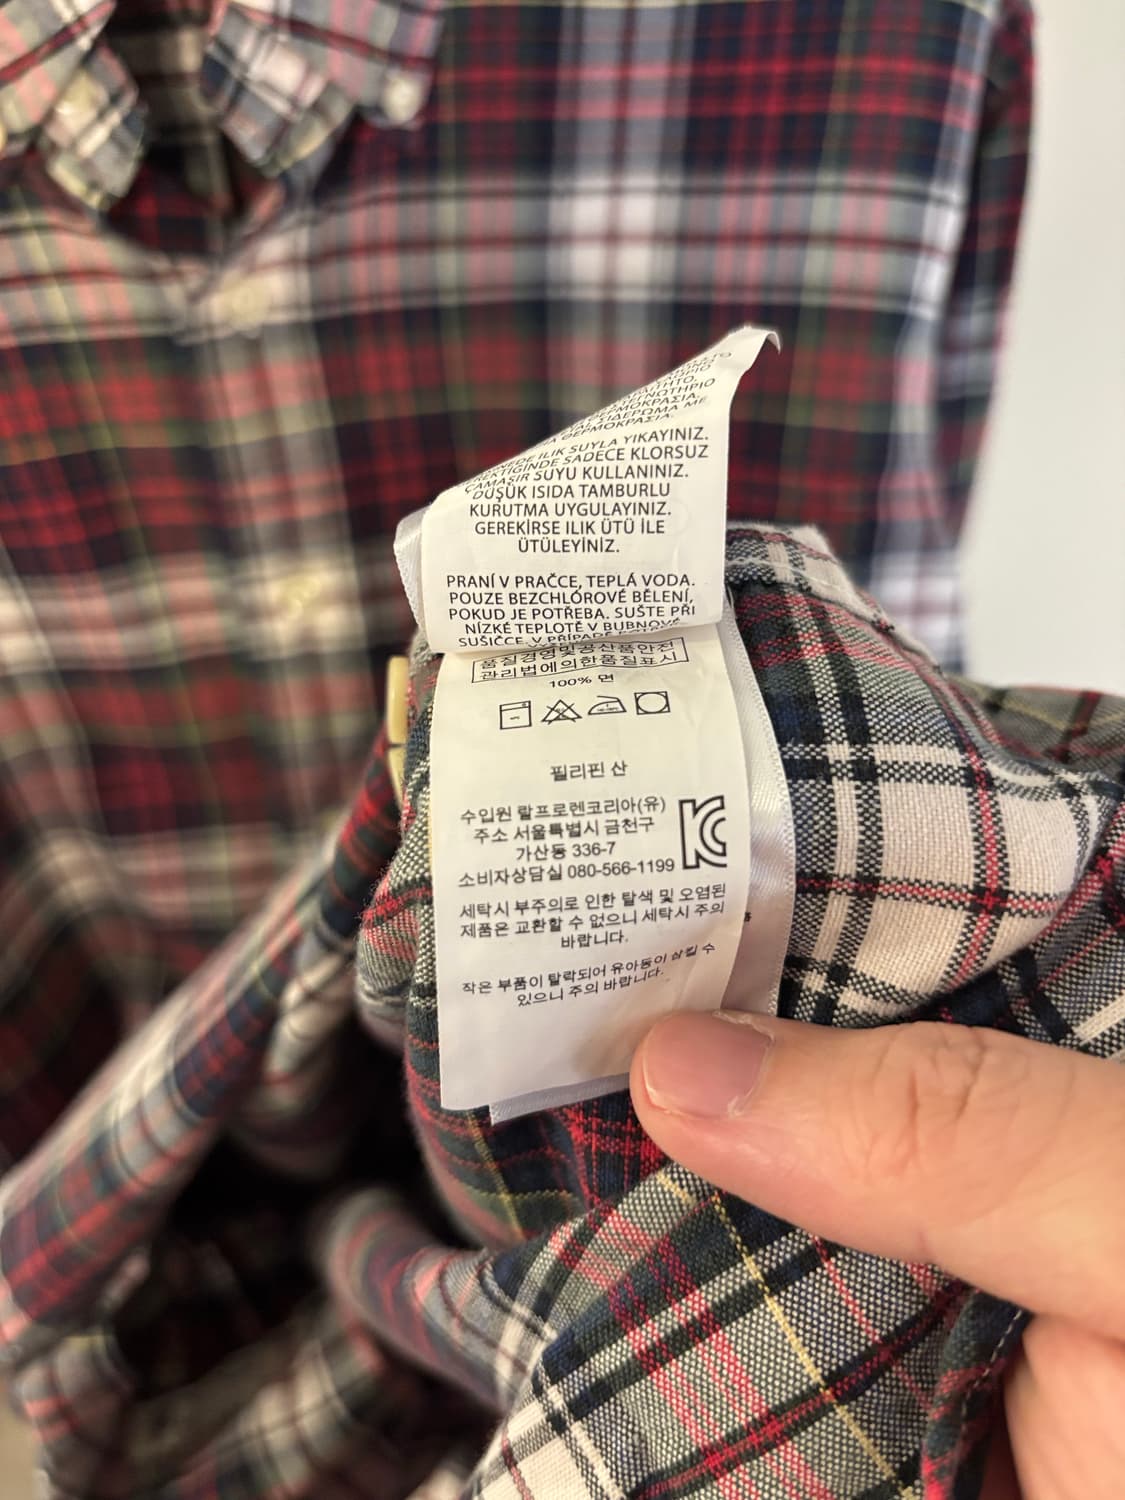 ΘΕΡΜΟΚΡΑΣΙΑ.
ILIK SUYLA YIKAYINIZ.
SADECE KLORSUZ
ÇAMAŞIR SUYU KULLANINIZ.
DÜŞÜK ISIDA TAMBURLU
KURUTMA UYGULAYINIZ.
GEREKİRSE ILIK ÜTÜ İLE
ÜTÜLEYİNİZ.
PRANÍ V PRAČCE, TEPLÁ VODA.
POUZE BEZCHLÓROVÉ BĚLENÍ,
POKUD JE POTŘEBA. SUŠTE PŘI
NÍZKÉ TEPLOTĚ V BUBNOVÉ
SUŠIČCE. V PŘÍPADĚ
품질경영및공산품안전
관리법에의한품질표시
100% 면
필리핀 산
수입원 랄프로렌코리아(유)
주소 서울특별시 금천구
가산동 336-7
소비자상담실 080-566-1199
세탁시 부주의로 인한 탈색 및 오염된
제품은 교환할 수 없으니 세탁시 주의
바랍니다.
작은 부품이 탈락되어 유아동이 삼킬 수
있으니 주의 바랍니다.